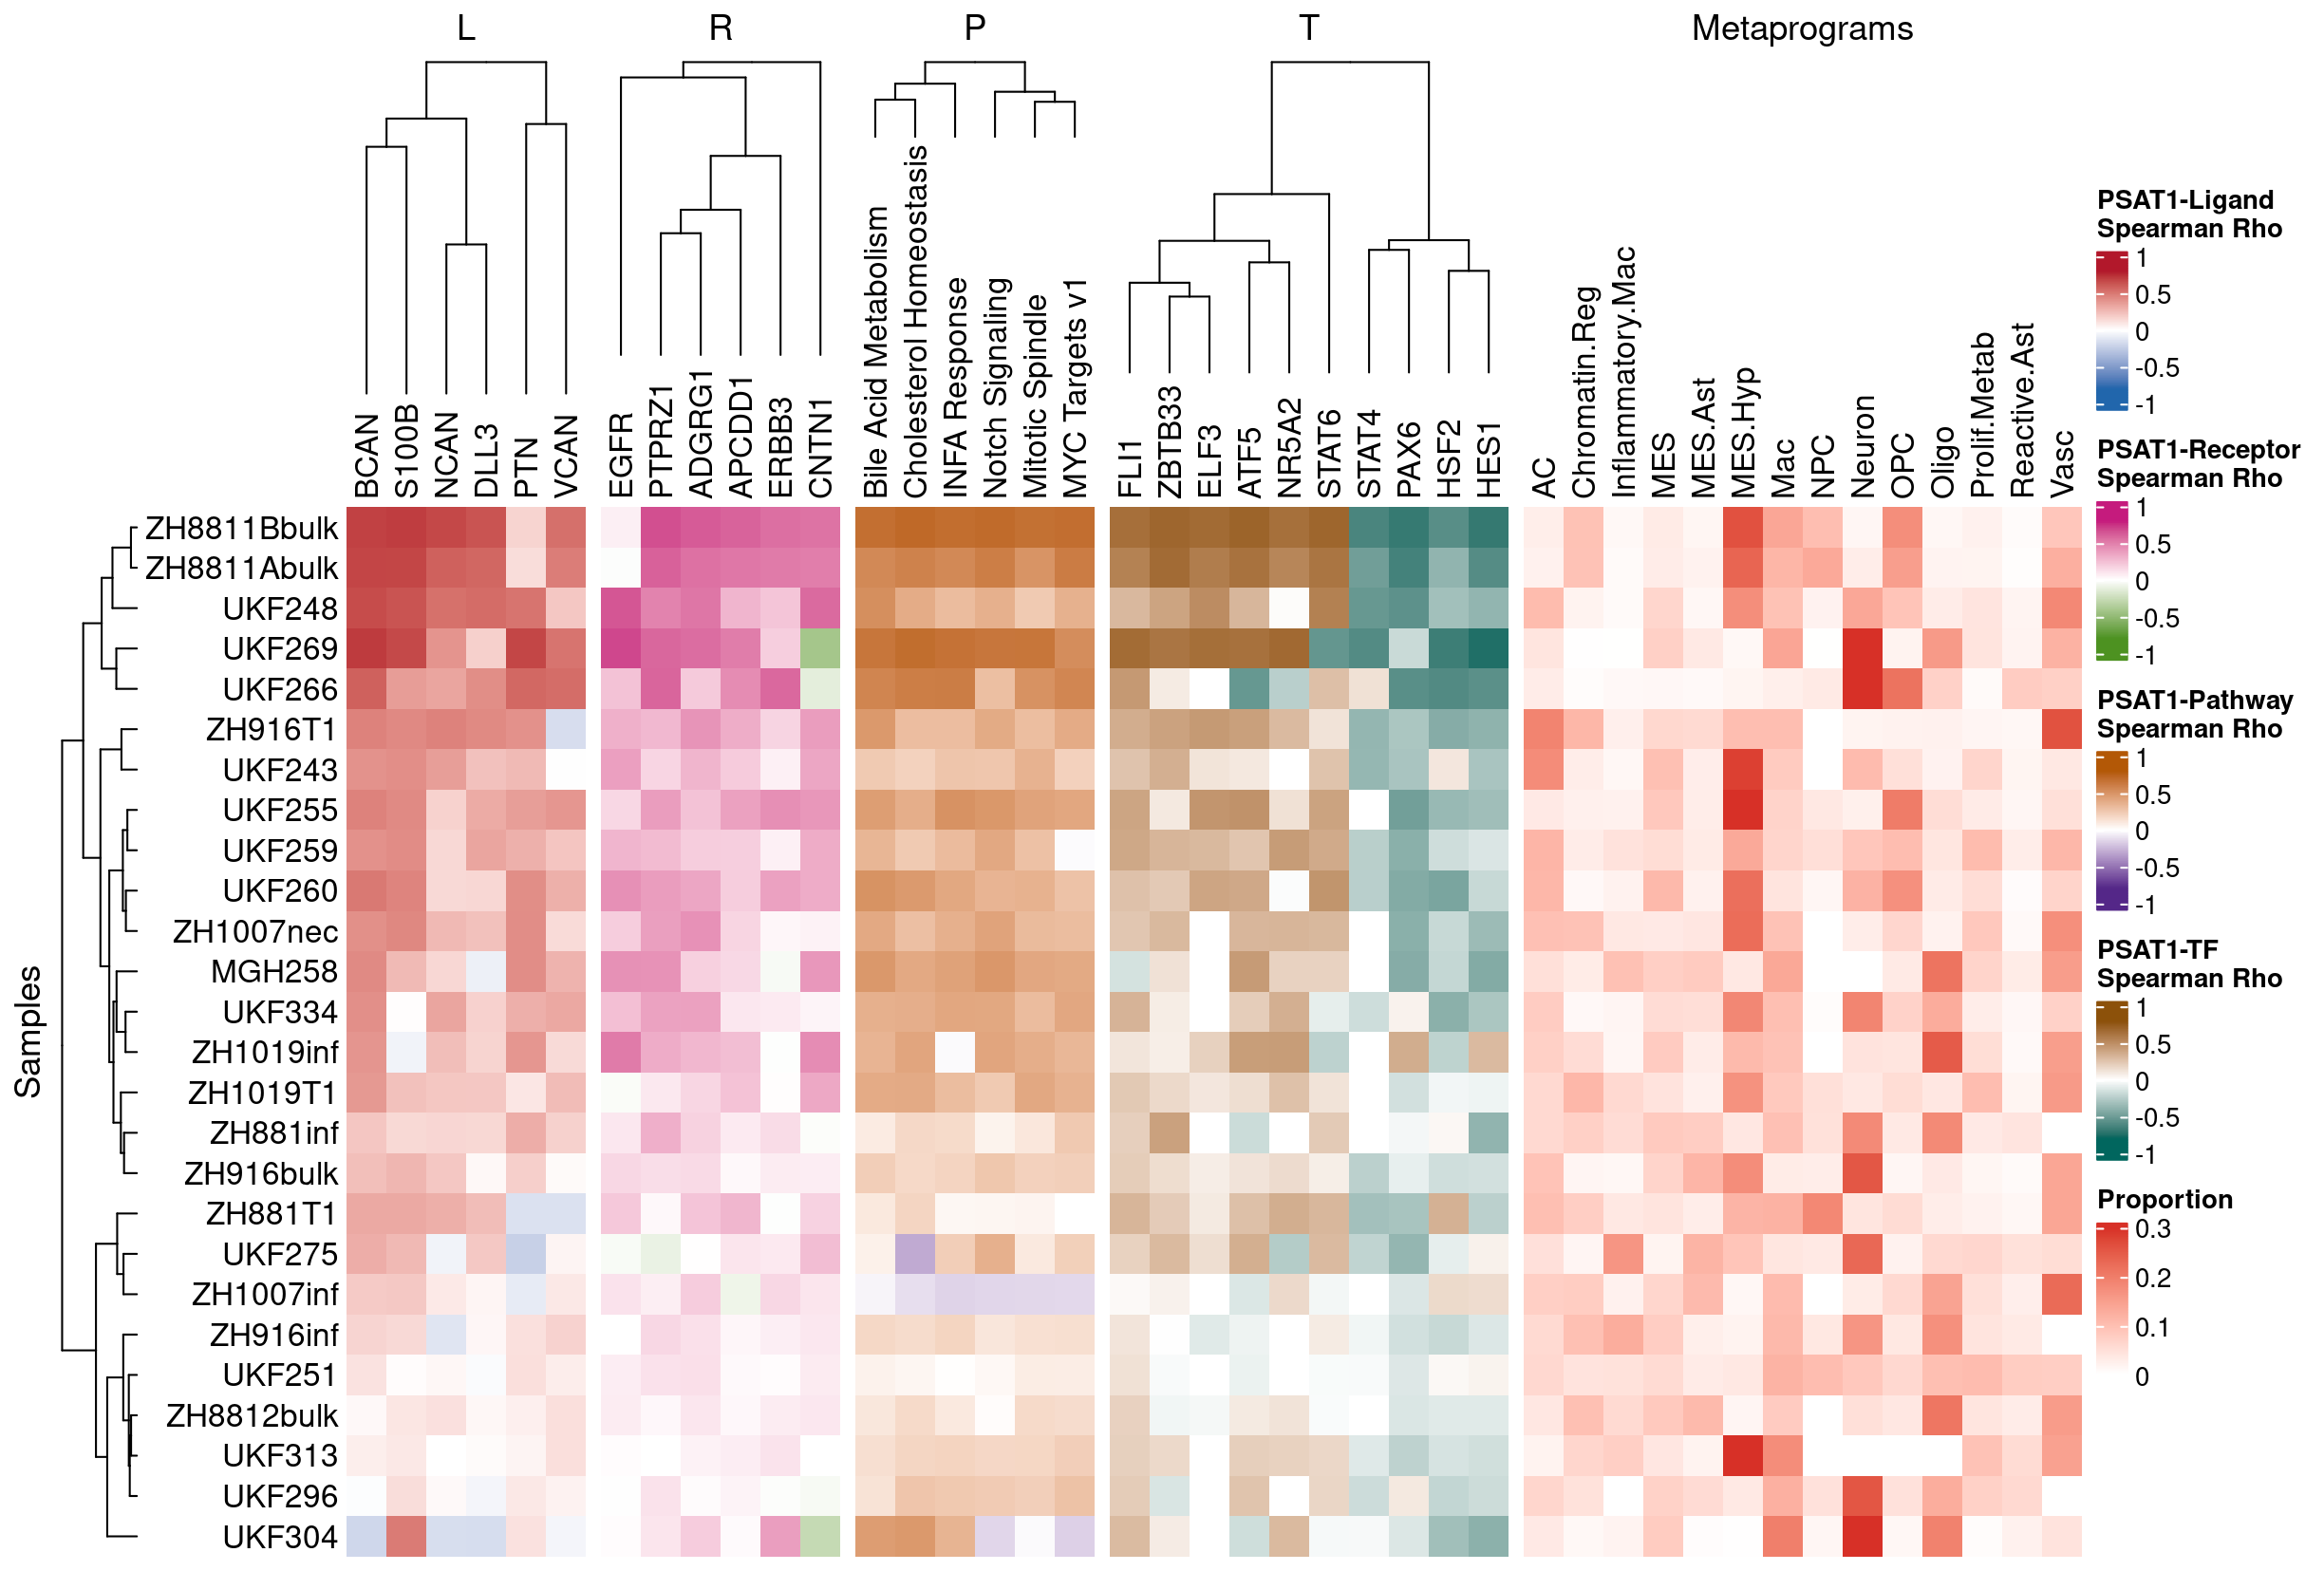 L
R
P
T
Metaprograms
BCAN
S100B
NCAN
DLL3
PTN
VCAN
EGFR
PTPRZ1
ADGRG1
APCDD1
ERBB3
CNTN1
Bile Acid Metabolism
Cholesterol Homeostasis
INFA Response
Notch Signaling
Mitotic Spindle
MYC Targets v1
FLI1
ZBTB33
ELF3
ATF5
NR5A2
STAT6
STAT4
PAX6
HSF2
HES1
AC
Chromatin.Reg
Inflammatory.Mac
MES
MES.Ast
MES.Hyp
Mac
NPC
Neuron
OPC
Oligo
Prolif.Metab
Reactive.Ast
Vasc
Samples
ZH8811Bbulk
ZH8811Abulk
UKF248
UKF269
UKF266
ZH916T1
UKF243
UKF255
UKF259
UKF260
ZH1007nec
MGH258
UKF334
ZH1019inf
ZH1019T1
ZH881inf
ZH916bulk
ZH881T1
UKF275
ZH1007inf
ZH916inf
UKF251
ZH8812bulk
UKF313
UKF296
UKF304
PSAT1-Ligand
Spearman Rho
1
0.5
0
-0.5
-1
PSAT1-Receptor
Spearman Rho
1
0.5
0
-0.5
-1
PSAT1-Pathway
Spearman Rho
1
0.5
0
-0.5
-1
PSAT1-TF
Spearman Rho
1
0.5
0
-0.5
-1
Proportion
0.3
0.2
0.1
0